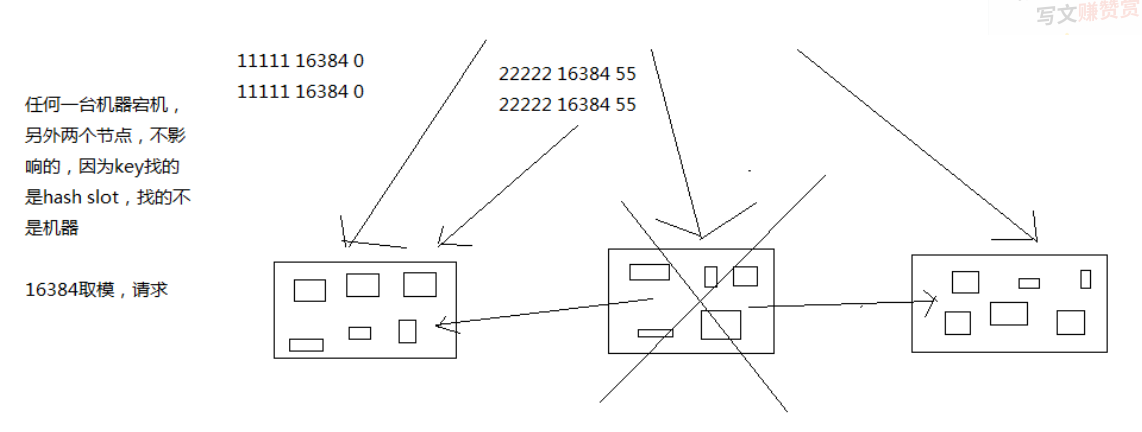 写文赚赞赏
11111 16384 0
11111 16384 0
22222 16384 55
22222 16384 55
任何一台机器宕机，
另外两个节点，不影
响的，因为key找的
是hash slot，找的不
是机器
16384取模，请求